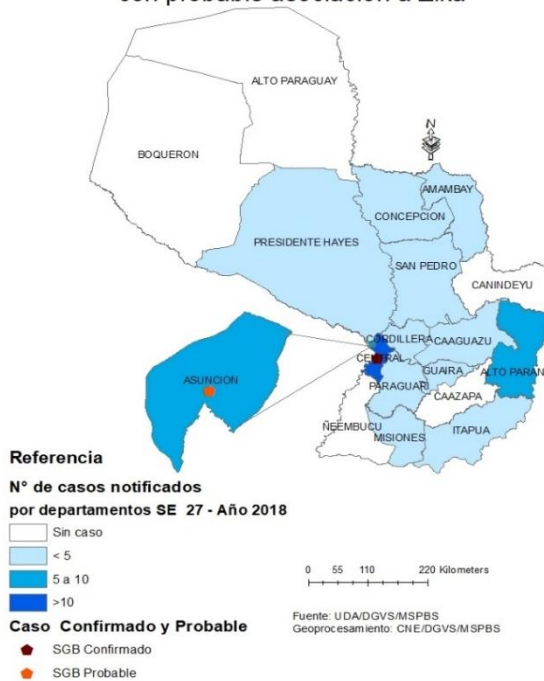 con probable asociación a Zika
ALTO PARAGUAY
BOQUERON
N
AMAMBAY
CONCEPCION
PRESIDENTE HAYES
SAN PEDRO
CANINDEYU
CORDILLERA
CAAGUAZU
CENTRAL
ASUNCION
GUAIRA
ALTO PARAN
PARAGUARI
CAAZAPA
ÑEEMBUCU
ITAPUA
MISIONES
Referencia
N° de casos notificados
por departamentos SE 27 - Año 2018
Sin caso
< 5
5 a 10
>10
0 55 110 220 Kilometers
Caso Confirmado y Probable
SGB Confirmado
SGB Probable
Fuente: UDA/DGVS/MSPBS
Geoprocesamiento: CNE/DGVS/MSPBS